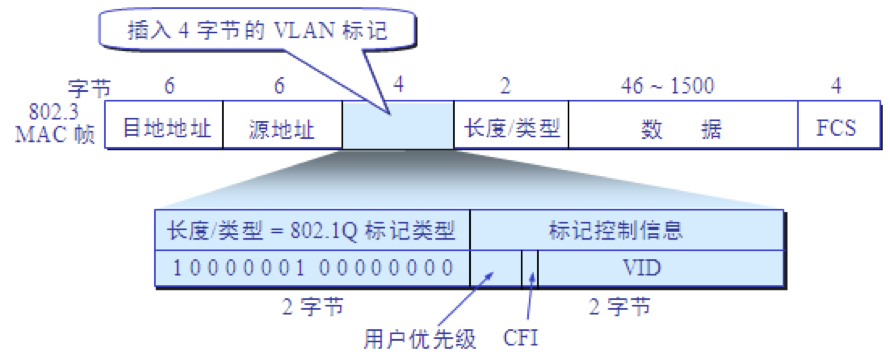 插入 4 字节的 VLAN 标记
字节 6 6 4 2 46 ~ 1500 4
802.3
MAC 帧
目地地址 源地址 长度/类型 数 据 FCS
长度/类型 = 802.1Q 标记类型 标记控制信息
1 0 0 0 0 0 0 1 0 0 0 0 0 0 0 0 VID
2 字节 2 字节
用户优先级 CFI